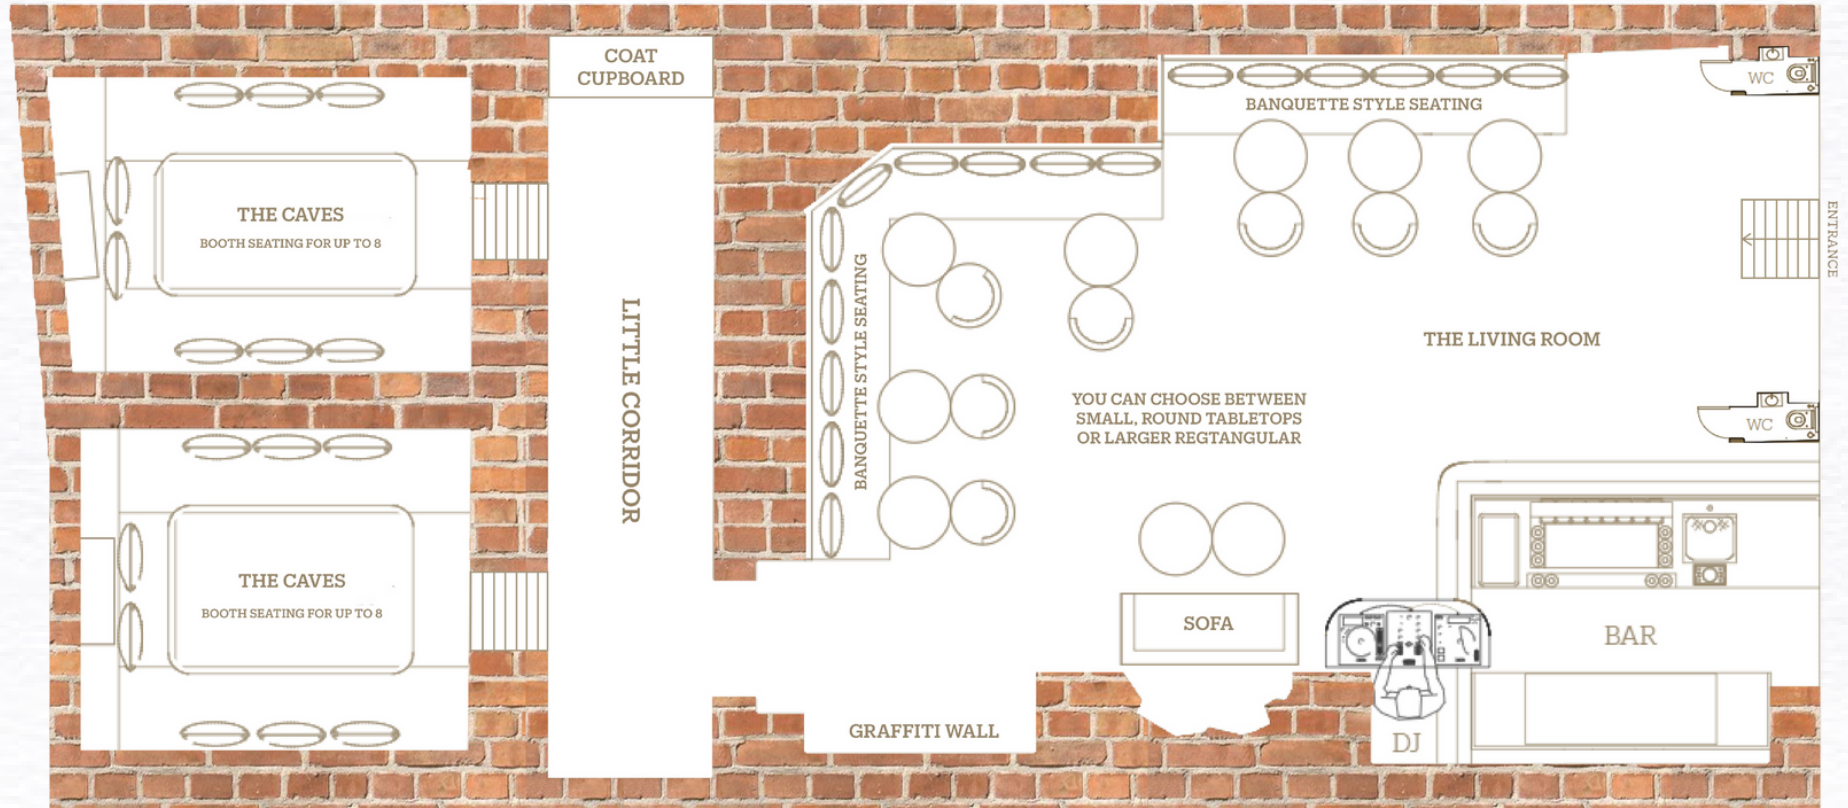 COAT
CUPBOARD
WC
BANQUETTE STYLE SEATING
THE CAVES
BOOTH SEATING FOR UP TO 8
ENTRANCE
LITTLE CORRIDOR
BANQUETTE STYLE SEATING
THE LIVING ROOM
YOU CAN CHOOSE BETWEEN
SMALL, ROUND TABLETOPS
OR LARGER REGTANGULAR
WC
THE CAVES
BOOTH SEATING FOR UP TO 8
SOFA
BAR
GRAFFITI WALL
DJ